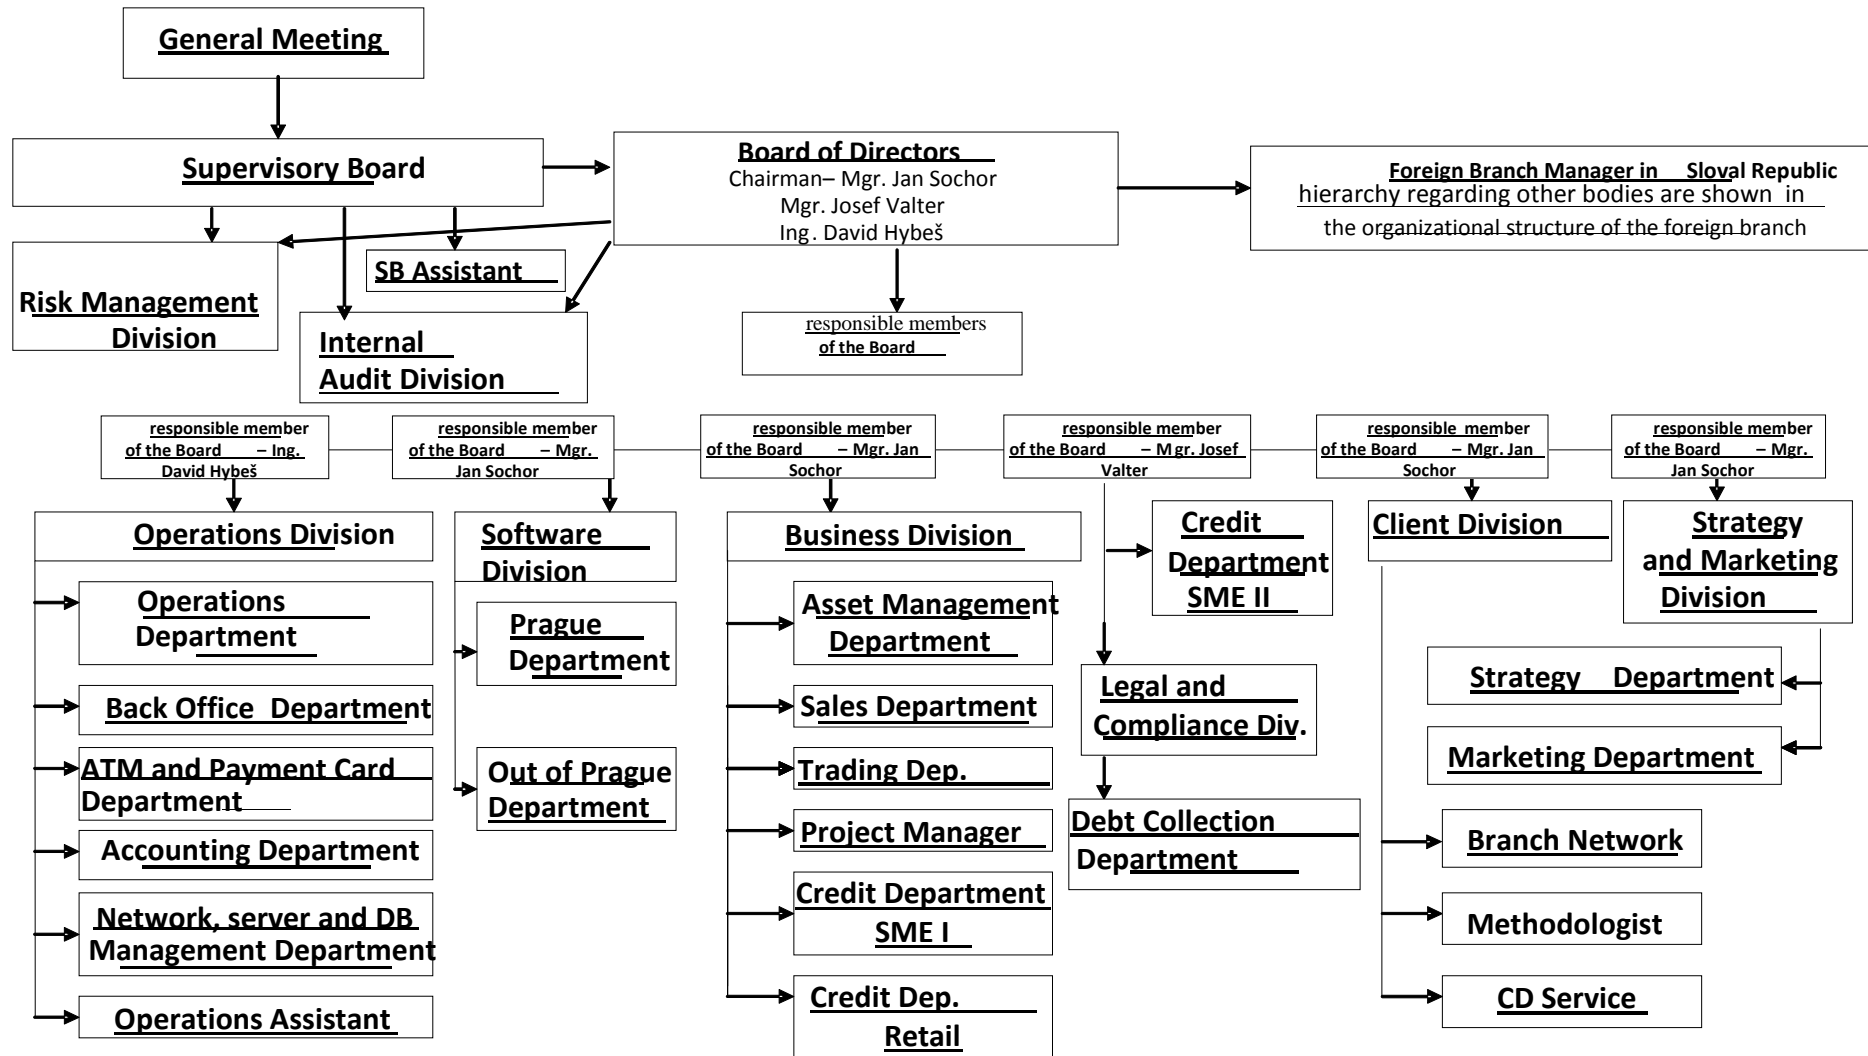 General Meeting
Supervisory Board
Board of Directors
Chairman– Mgr. Jan Sochor
Mgr. Josef Valter
Ing. David Hybeš
Foreign Branch Manager in Sloval Republic
hierarchy regarding other bodies are shown in
the organizational structure of the foreign branch
Risk Management
Division
SB Assistant
Internal
Audit Division
responsible members
of the Board
responsible member
of the Board – Ing.
David Hybeš
responsible member
of the Board – Mgr.
Jan Sochor
responsible member
of the Board – Mgr. Jan
Sochor
responsible member
of the Board – Mgr. Josef
Valter
responsible member
of the Board – Mgr. Jan
Sochor
responsible member
of the Board – Mgr.
Jan Sochor
Operations Division
Operations
Department
Back Office Department
ATM and Payment Card
Department
Accounting Department
Network, server and DB
Management Department
Operations Assistant
Software
Division
Prague
Department
Out of Prague
Department
Business Division
Asset Management
Department
Sales Department
Trading Dep.
Project Manager
Credit Department
SME I
Credit Dep.
Retail
Credit
Department
SME II
Legal and
Compliance Div.
Debt Collection
Department
Client Division
Branch Network
Methodologist
CD Service
Strategy
and Marketing
Division
Strategy Department
Marketing Department